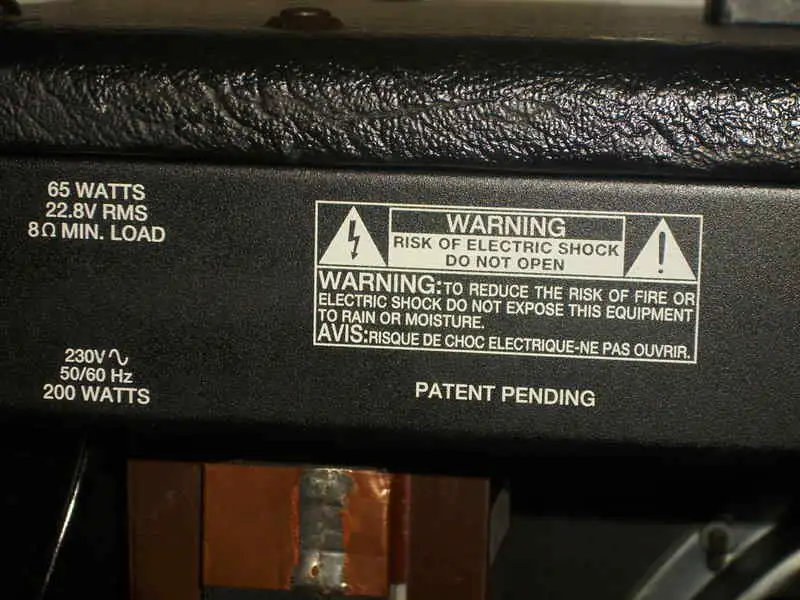 65 WATTS
22.8V RMS
8Ω MIN. LOAD
WARNING
RISK OF ELECTRIC SHOCK
DO NOT OPEN
WARNING: TO REDUCE THE RISK OF FIRE OR
ELECTRIC SHOCK DO NOT EXPOSE THIS EQUIPMENT
TO RAIN OR MOISTURE.
AVIS: RISQUE DE CHOC ELECTRIQUE-NE PAS OUVRIR.
230V∿
50/60 Hz
200 WATTS
PATENT PENDING